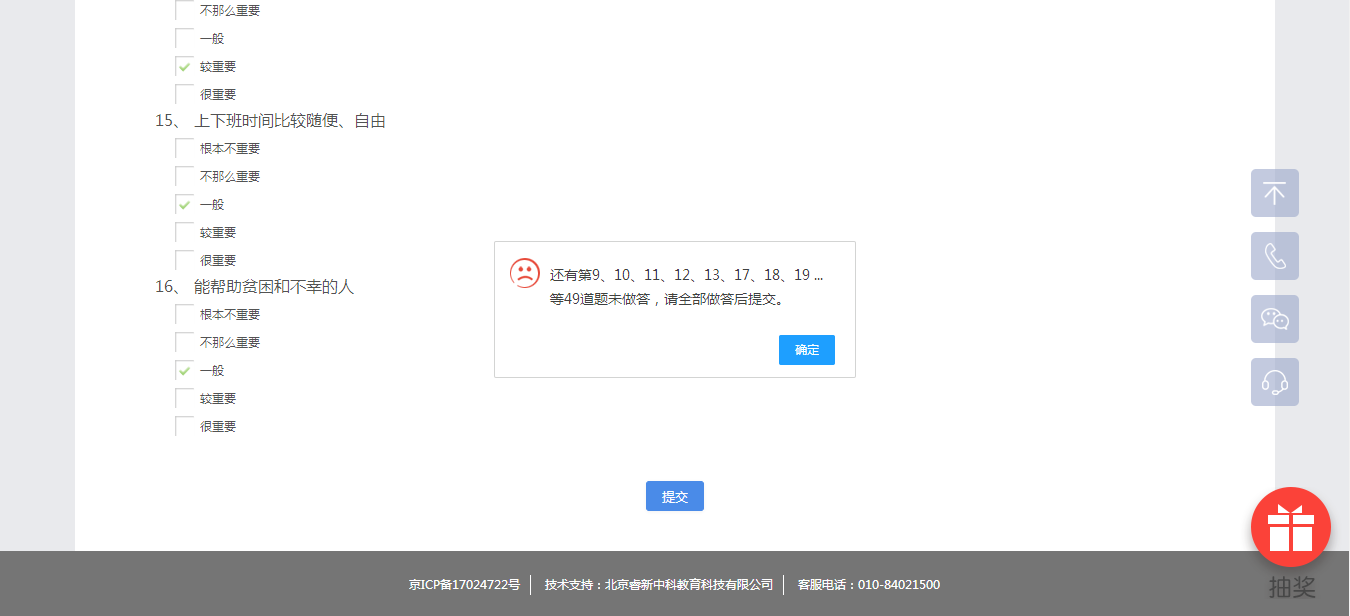 不那么重要
一般
较重要
很重要
15、 上下班时间比较随便、自由
根本不重要
不那么重要
一般
较重要
很重要
16、 能帮助贫困和不幸的人
根本不重要
不那么重要
一般
较重要
很重要
还有第9、10、11、12、13、17、18、19 ...
等49道题未做答，请全部做答后提交。
确定
提交
抽奖
京ICP备17024722号 技术支持：北京睿新中科教育科技有限公司 客服电话：010-84021500